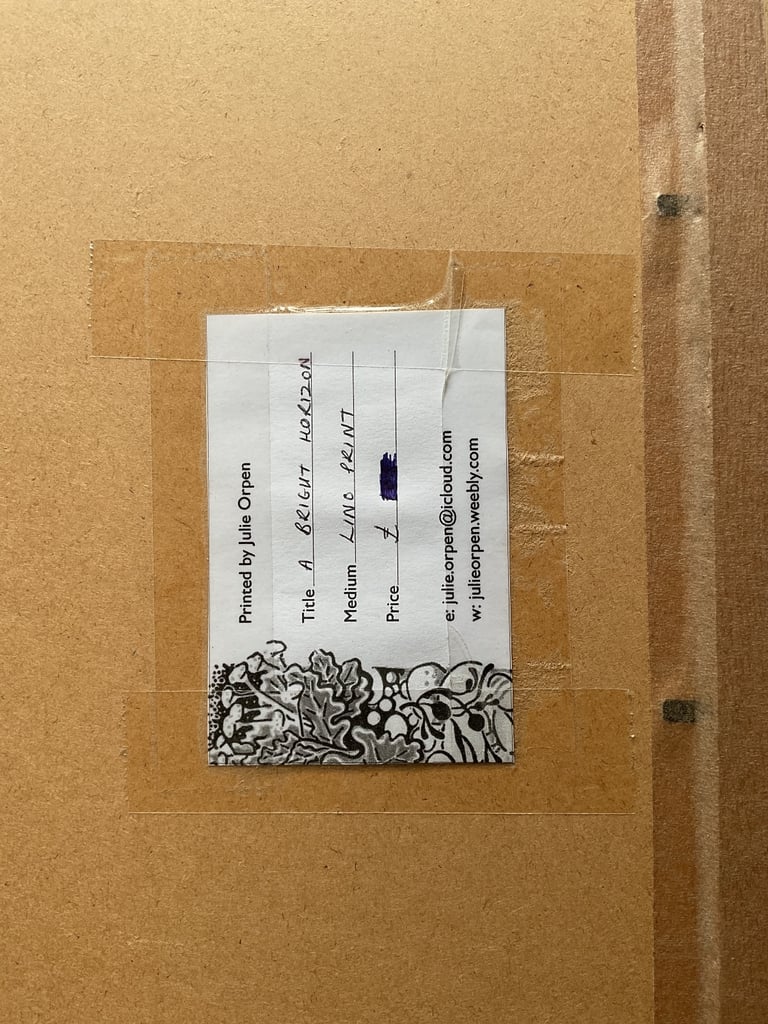 Printed by Julie Orpen
Title A BRIGHT HORIZON
Medium LINO PRINT
Price £
e: julie.orpen@icloud.com
w: julieorpen.weebly.com